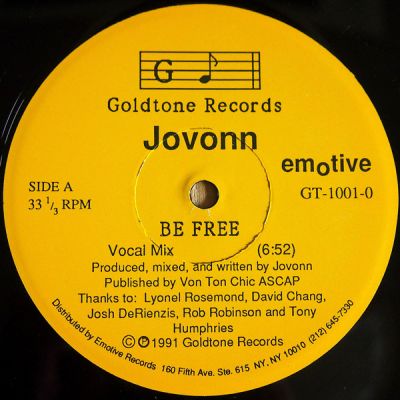 G
Goldtone Records
Jovonn
emotive
SIDE A
33 1/3 RPM
GT-1001-0
BE FREE
Vocal Mix (6:52)
Produced, mixed, and written by Jovonn
Published by Von Ton Chic ASCAP
Thanks to: Lyonel Rosemond, David Chang,
Josh DeRienzis, Rob Robinson and Tony
Humphries
© ℗ 1991 Goldtone Records
Distributed by Emotive Records 160 Fifth Ave. Ste. 615 NY, NY, 10010 (212) 645-7330